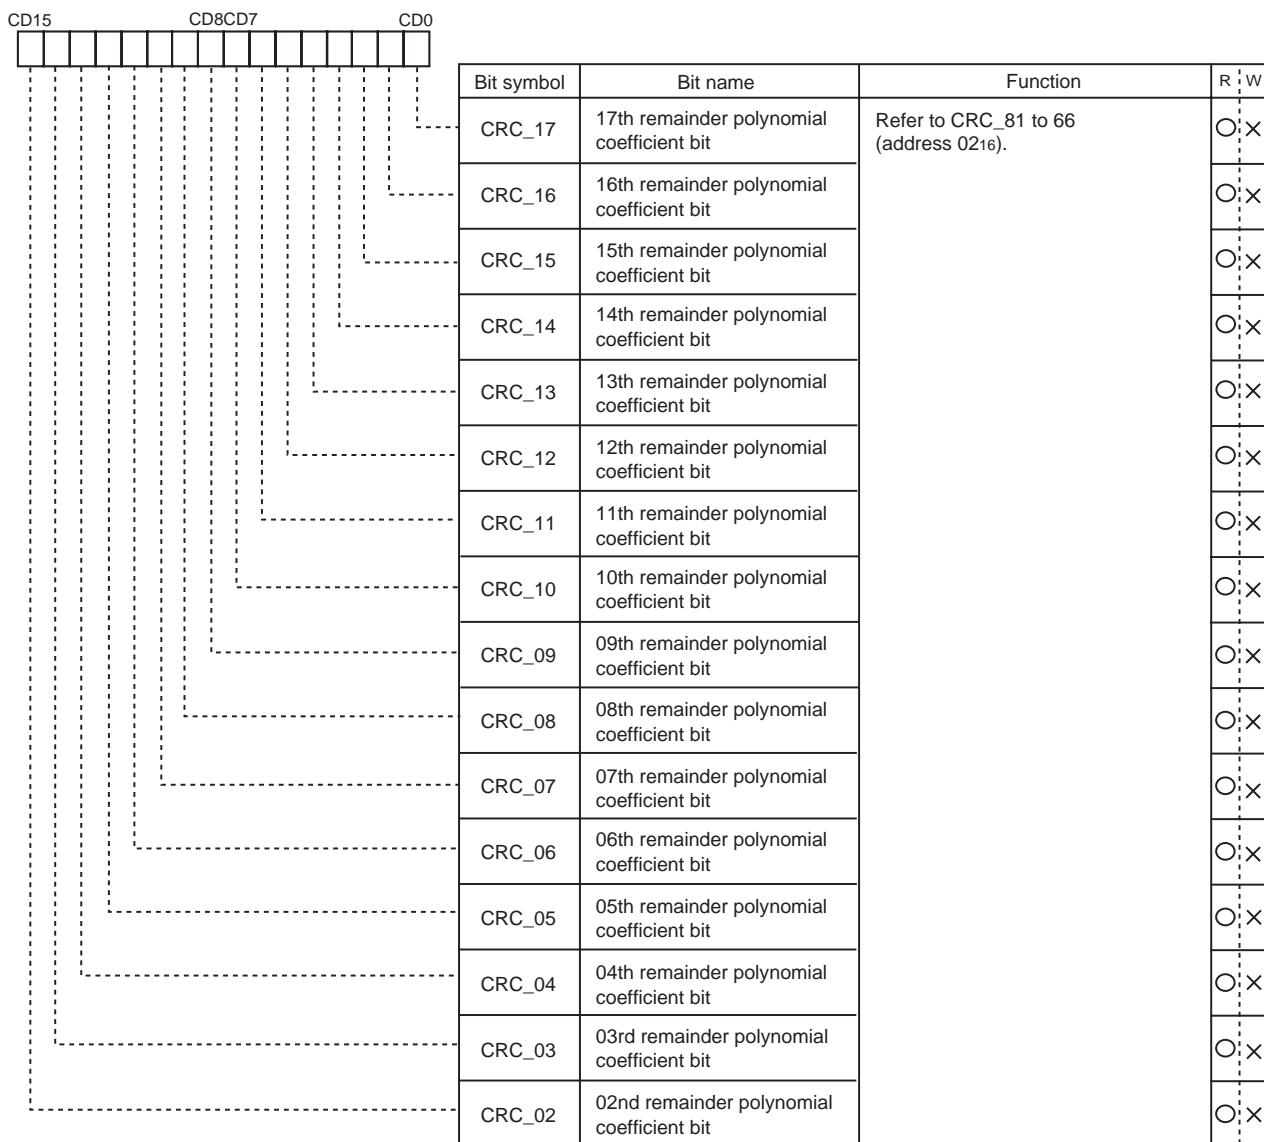 CD15 CD8CD7 CD0
Bit symbol Bit name Function R W
CRC_17 17th remainder polynomial coefficient bit Refer to CRC_81 to 66 (address 0216).
CRC_16 16th remainder polynomial coefficient bit
CRC_15 15th remainder polynomial coefficient bit
CRC_14 14th remainder polynomial coefficient bit
CRC_13 13th remainder polynomial coefficient bit
CRC_12 12th remainder polynomial coefficient bit
CRC_11 11th remainder polynomial coefficient bit
CRC_10 10th remainder polynomial coefficient bit
CRC_09 09th remainder polynomial coefficient bit
CRC_08 08th remainder polynomial coefficient bit
CRC_07 07th remainder polynomial coefficient bit
CRC_06 06th remainder polynomial coefficient bit
CRC_05 05th remainder polynomial coefficient bit
CRC_04 04th remainder polynomial coefficient bit
CRC_03 03rd remainder polynomial coefficient bit
CRC_02 02nd remainder polynomial coefficient bit